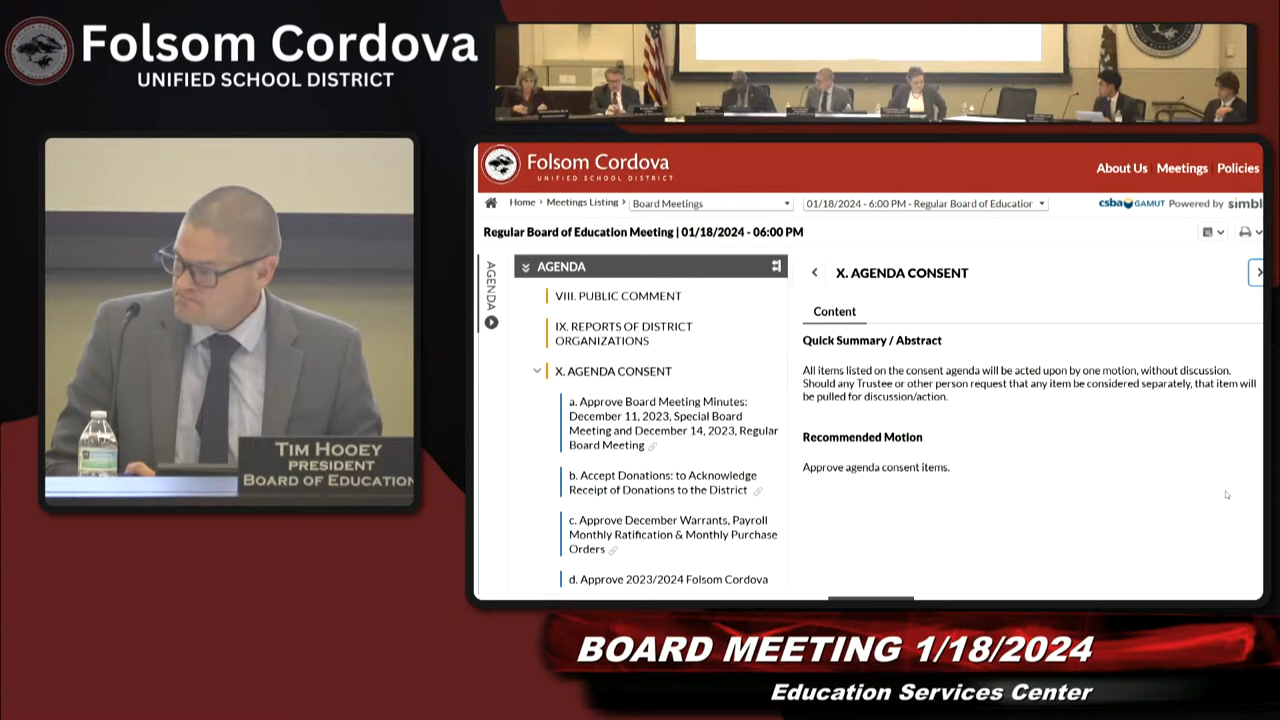 Folsom Cordova
UNIFIED SCHOOL DISTRICT
TIM HOOEY
PRESIDENT
BOARD OF EDUCATION
Folsom Cordova
UNIFIED SCHOOL DISTRICT
About Us Meetings Policies
Home > Meetings Listing > Board Meetings 01/18/2024 - 6:00 PM - Regular Board of Education
csba GAMUT Powered by simbl
Regular Board of Education Meeting | 01/18/2024 - 06:00 PM
AGENDA
AGENDA
VIII. PUBLIC COMMENT
IX. REPORTS OF DISTRICT
ORGANIZATIONS
X. AGENDA CONSENT
a. Approve Board Meeting Minutes:
December 11, 2023, Special Board
Meeting and December 14, 2023, Regular
Board Meeting
b. Accept Donations: to Acknowledge
Receipt of Donations to the District
c. Approve December Warrants, Payroll
Monthly Ratification & Monthly Purchase
Orders
d. Approve 2023/2024 Folsom Cordova
X. AGENDA CONSENT
Content
Quick Summary / Abstract
All items listed on the consent agenda will be acted upon by one motion, without discussion.
Should any Trustee or other person request that any item be considered separately, that item will
be pulled for discussion/action.
Recommended Motion
Approve agenda consent items.
BOARD MEETING 1/18/2024
Education Services Center